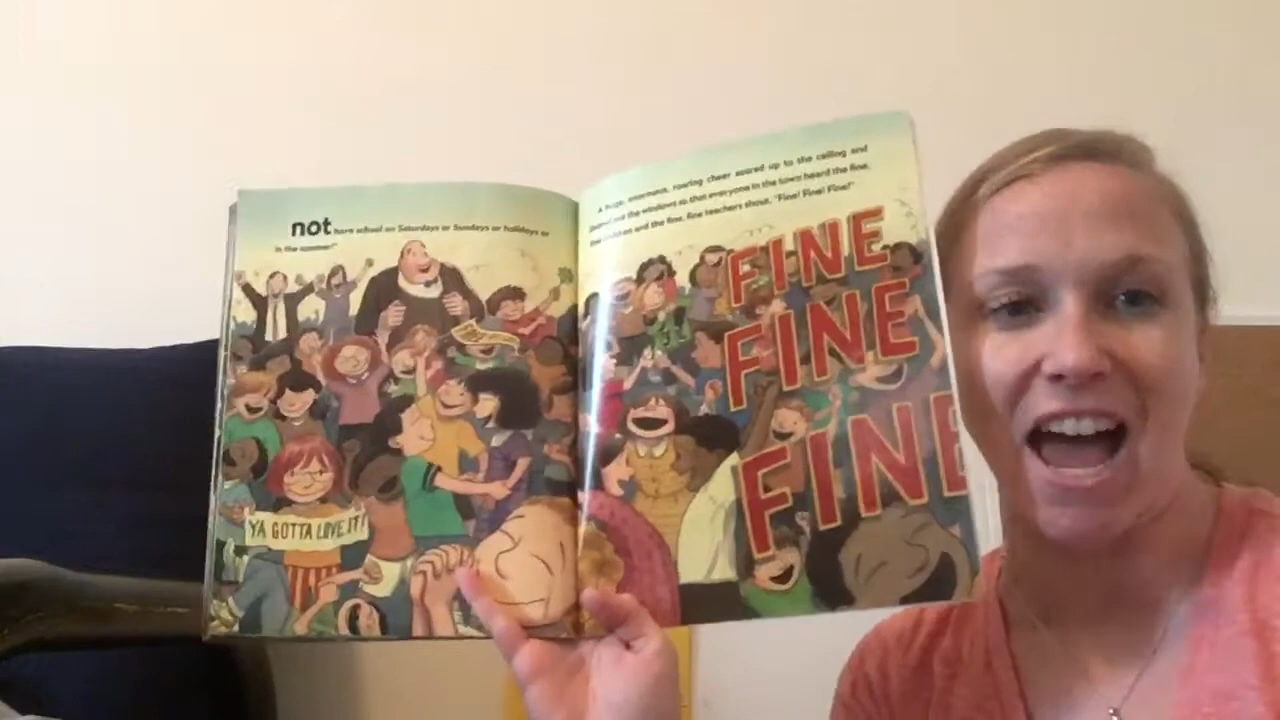 not have school on Saturdays or Sundays or holidays or
in the summer!"
YA GOTTA LOVE IT!
A huge, enormous, roaring cheer soared up to the ceiling and
out the windows so that everyone in the town heard the fine,
fine children and the fine, fine teachers shout, "Fine! Fine! Fine!"
FINE
FINE
FINE